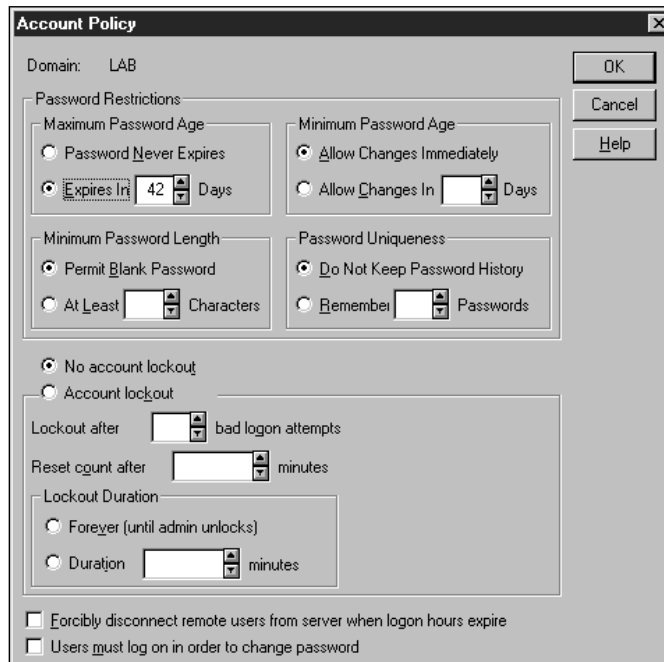 Account Policy
Domain: LAB
OK
Cancel
Help
Password Restrictions
Maximum Password Age
Password Never Expires
Expires In 42 Days
Minimum Password Age
Allow Changes Immediately
Allow Changes In Days
Minimum Password Length
Permit Blank Password
At Least Characters
Password Uniqueness
Do Not Keep Password History
Remember Passwords
No account lockout
Account lockout
Lockout after bad logon attempts
Reset count after minutes
Lockout Duration
Forever (until admin unlocks)
Duration minutes
Forcibly disconnect remote users from server when logon hours expire
Users must log on in order to change password